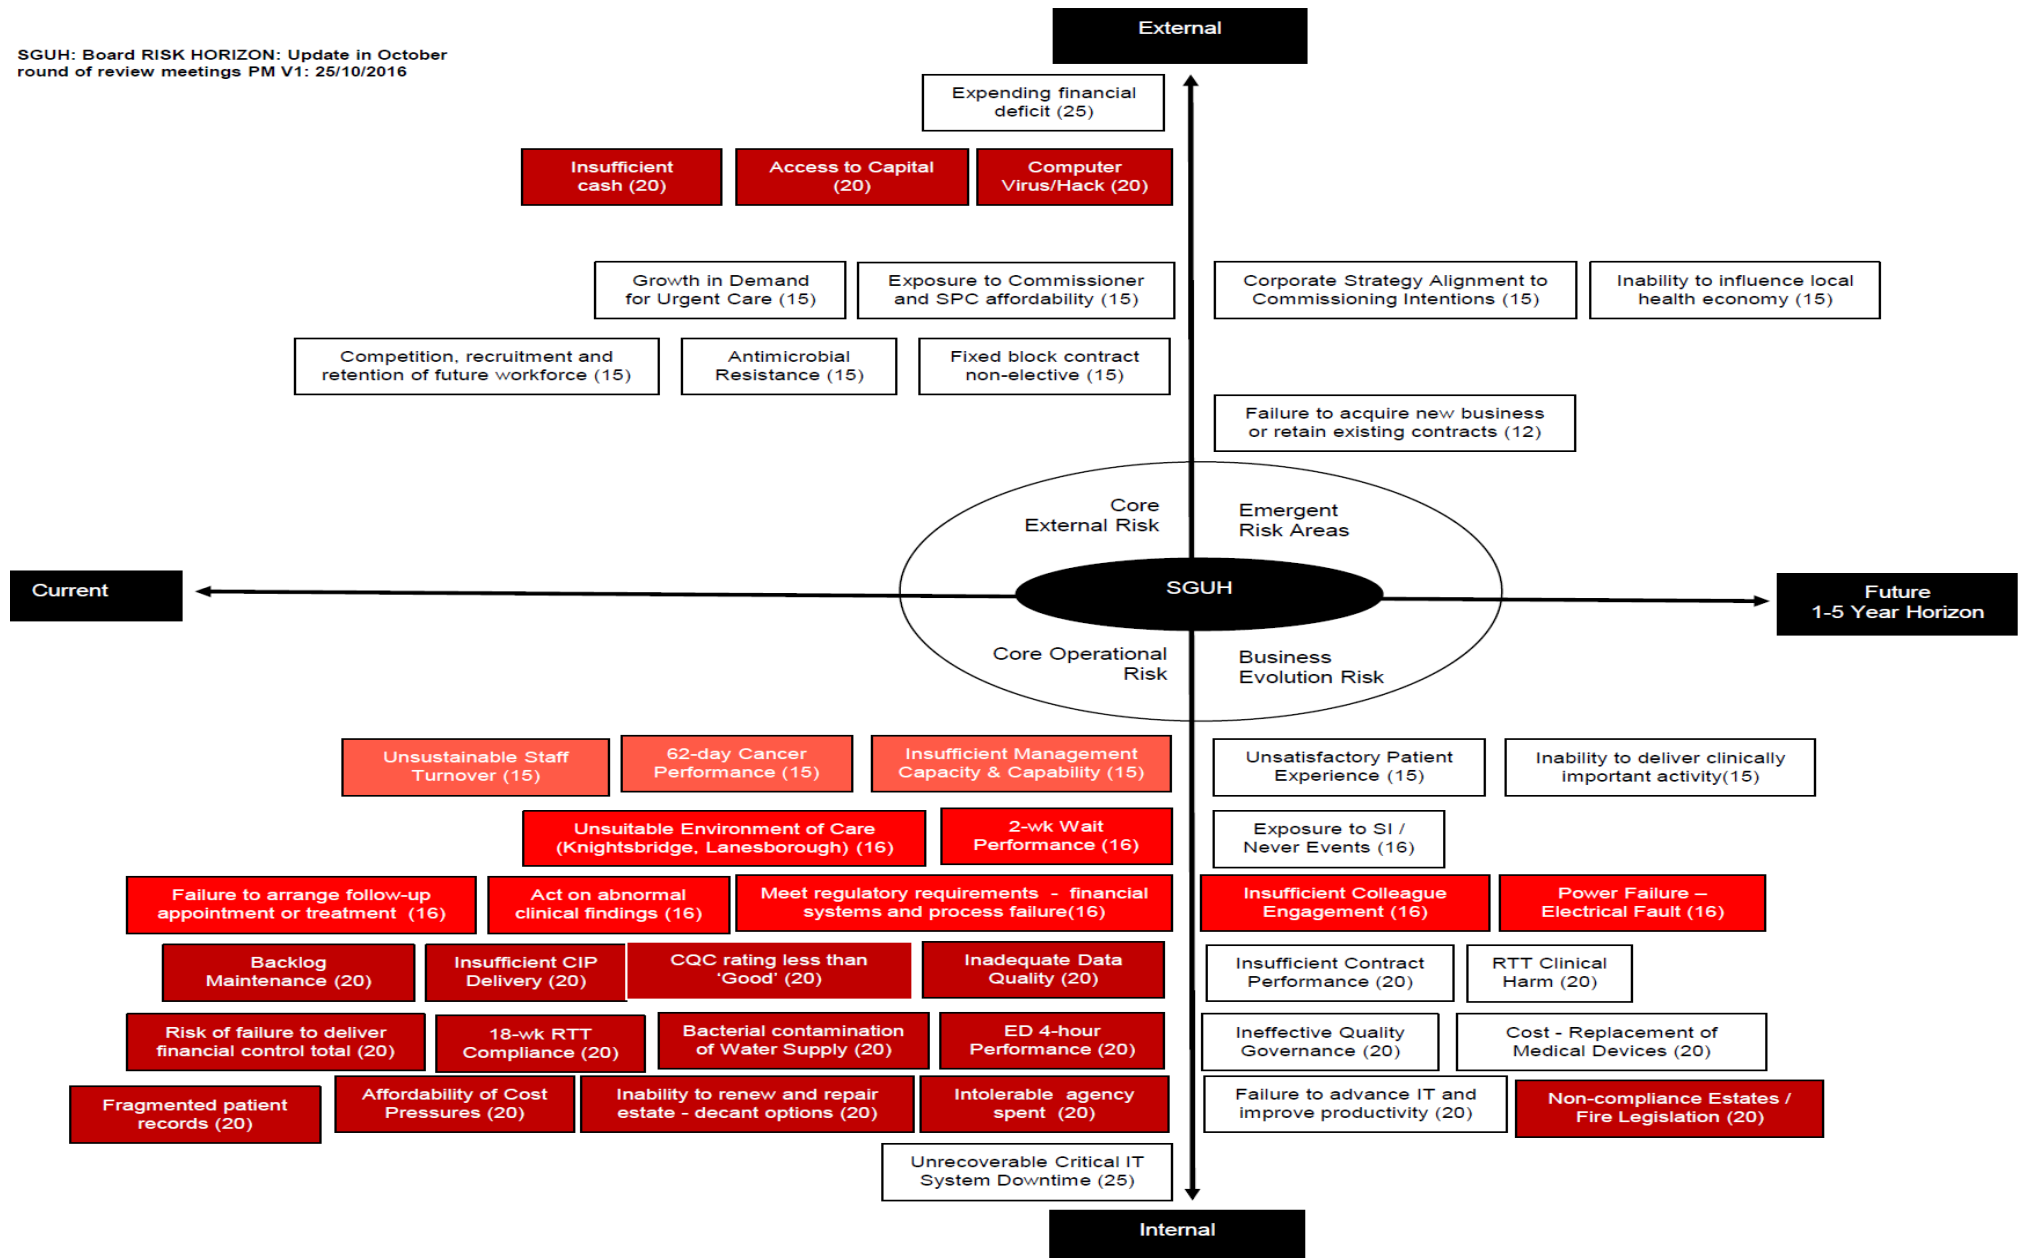 External
SGUH: Board RISK HORIZON: Update in October
round of review meetings PM V1: 25/10/2016
Expending financial
deficit (25)
Insufficient
cash (20)
Access to Capital
(20)
Computer
Virus/Hack (20)
Growth in Demand
for Urgent Care (15)
Exposure to Commissioner
and SPC affordability (15)
Corporate Strategy Alignment to
Commissioning Intentions (15)
Inability to influence local
health economy (15)
Competition, recruitment and
retention of future workforce (15)
Antimicrobial
Resistance (15)
Fixed block contract
non-elective (15)
Failure to acquire new business
or retain existing contracts (12)
Core
External Risk
Emergent
Risk Areas
Current
SGUH
Future
1-5 Year Horizon
Core Operational
Risk
Business
Evolution Risk
Unsustainable Staff
Turnover (15)
62-day Cancer
Performance (15)
Insufficient Management
Capacity & Capability (15)
Unsatisfactory Patient
Experience (15)
Inability to deliver clinically
important activity(15)
Unsuitable Environment of Care
(Knightsbridge, Lanesborough) (16)
2-wk Wait
Performance (16)
Exposure to SI /
Never Events (16)
Failure to arrange follow-up
appointment or treatment (16)
Act on abnormal
clinical findings (16)
Meet regulatory requirements - financial
systems and process failure(16)
Insufficient Colleague
Engagement (16)
Power Failure –
Electrical Fault (16)
Backlog
Maintenance (20)
Insufficient CIP
Delivery (20)
CQC rating less than
‘Good’ (20)
Inadequate Data
Quality (20)
Insufficient Contract
Performance (20)
RTT Clinical
Harm (20)
Risk of failure to deliver
financial control total (20)
18-wk RTT
Compliance (20)
Bacterial contamination
of Water Supply (20)
ED 4-hour
Performance (20)
Ineffective Quality
Governance (20)
Cost - Replacement of
Medical Devices (20)
Fragmented patient
records (20)
Affordability of Cost
Pressures (20)
Inability to renew and repair
estate - decant options (20)
Intolerable agency
spent (20)
Failure to advance IT and
improve productivity (20)
Non-compliance Estates /
Fire Legislation (20)
Unrecoverable Critical IT
System Downtime (25)
Internal